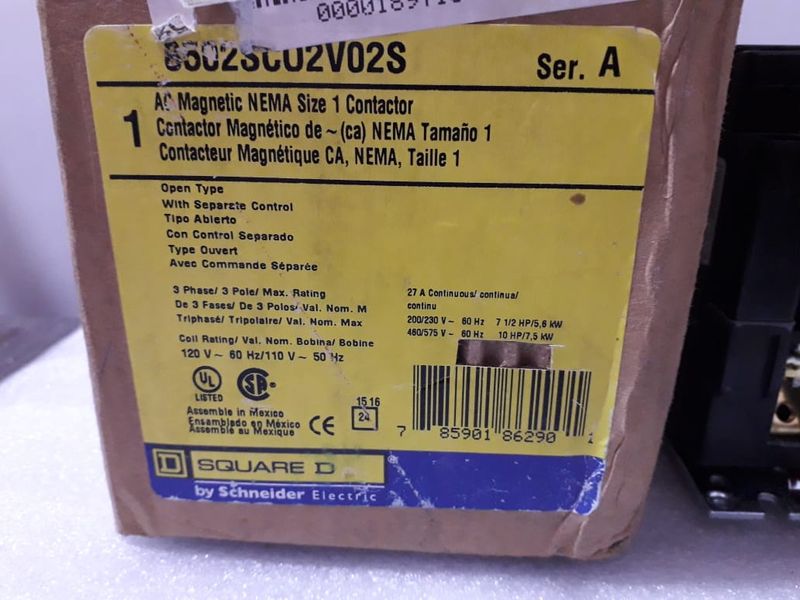 8502SCO2V02S Ser. A
1
AC Magnetic NEMA Size 1 Contactor
Contactor Magnético de ~ (ca) NEMA Tamaño 1
Contacteur Magnétique CA, NEMA, Taille 1
Open Type
With Separate Control
Tipo Abierto
Con Control Separado
Type Ouvert
Avec Commande Séparée
3 Phase/ 3 Pole/ Max. Rating
De 3 Fases/ De 3 Polos/ Val. Nom. M
Triphasé/ Tripolaire/ Val. Nom. Max
27 A Continuous/ continua/
continu
200/230 V ~ 60 Hz 7 1/2 HP/5,6 kW
460/575 V ~ 60 Hz 10 HP/7,5 kW
Coil Rating/ Val. Nom. Bobina/ Bobine
120 V ~ 60 Hz/110 V ~ 50 Hz
UL
LISTED
Assemble in Mexico
Ensamblado en México
Assemblé au Mexique
CE
15 16
24
7 85901 86290 1
D SQUARE D
by Schneider Electric